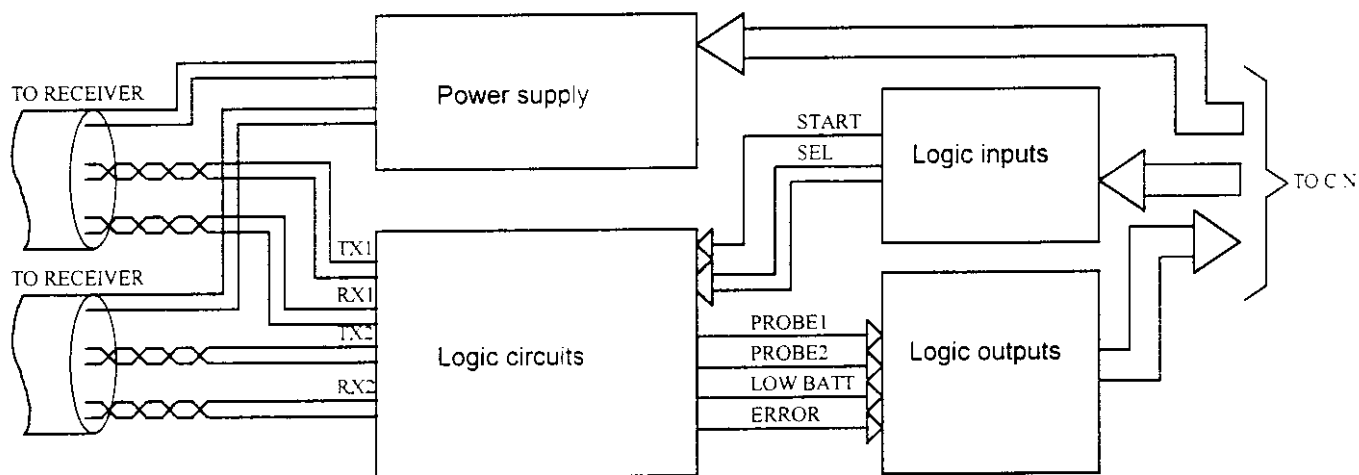 TO RECEIVER
Power supply
START
SEL
Logic inputs
TO C N
TX1
TO RECEIVER
RX1
TX2
RX2
Logic circuits
PROBE1
PROBE2
LOW BATT
ERROR
Logic outputs